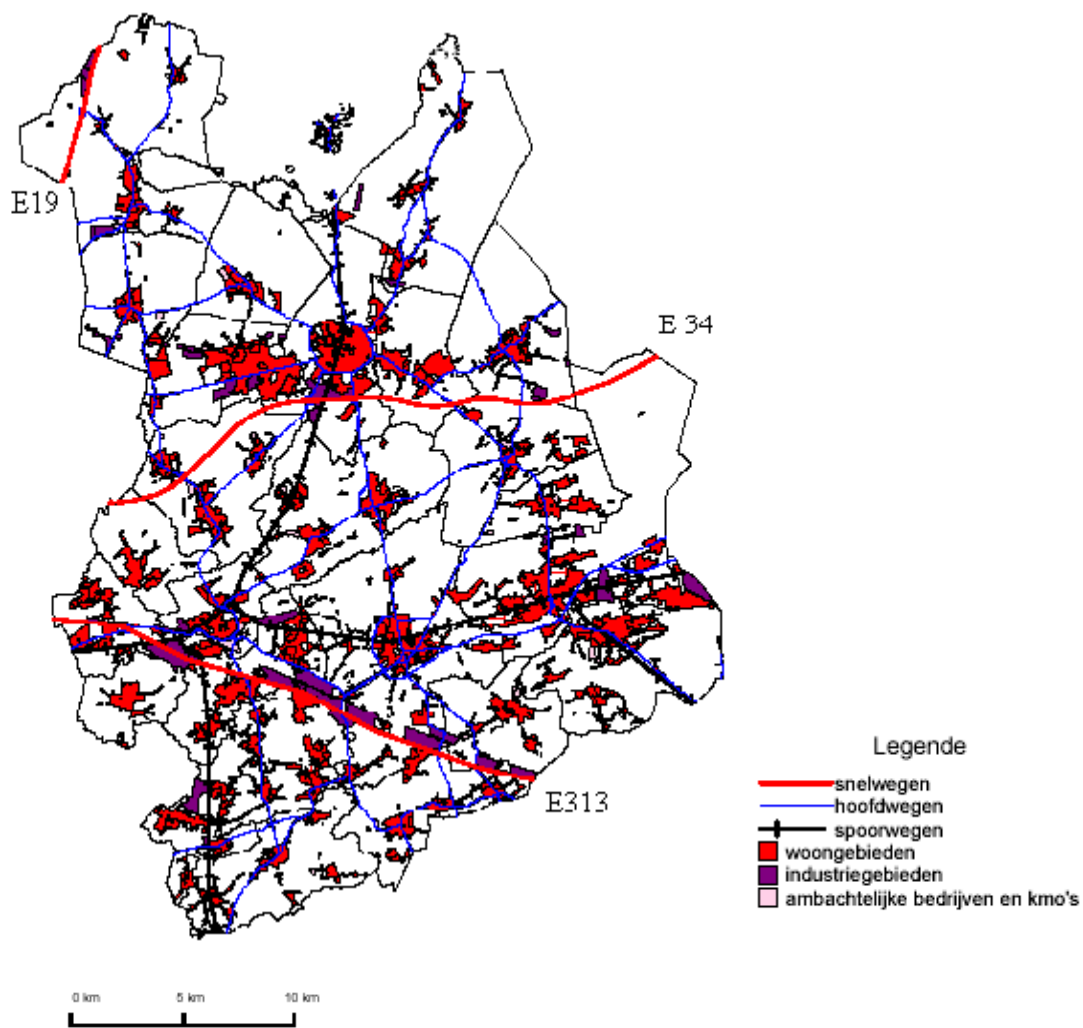 E19
E 34
E313
Legende
snelwegen
hoofdwegen
spoorwegen
woongebieden
industriegebieden
ambachtelijke bedrijven en kmo's
0 km 5 km 10 km